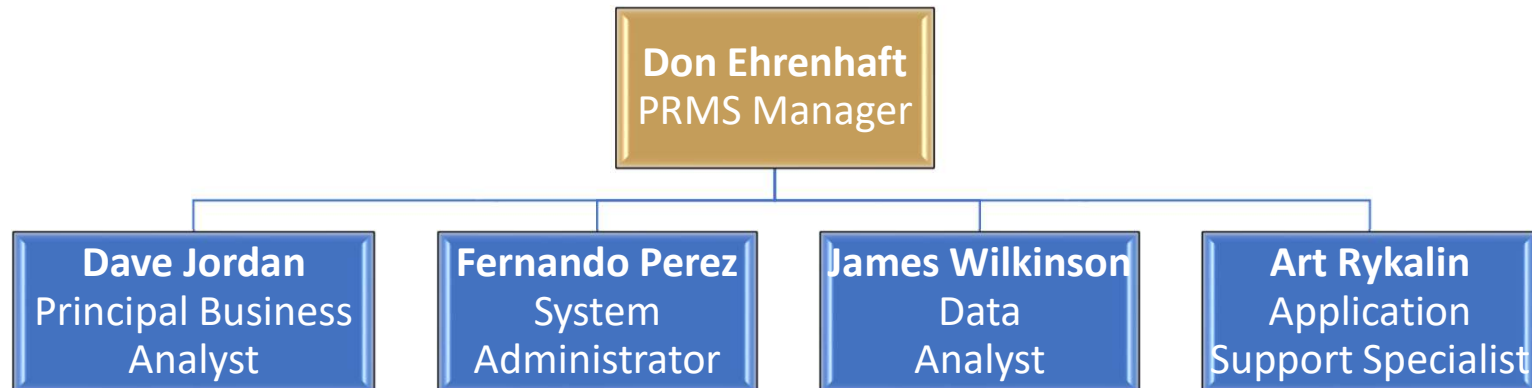 Don Ehrenhaft
PRMS Manager
Dave Jordan
Principal Business
Analyst
Fernando Perez
System
Administrator
James Wilkinson
Data
Analyst
Art Rykalin
Application
Support Specialist